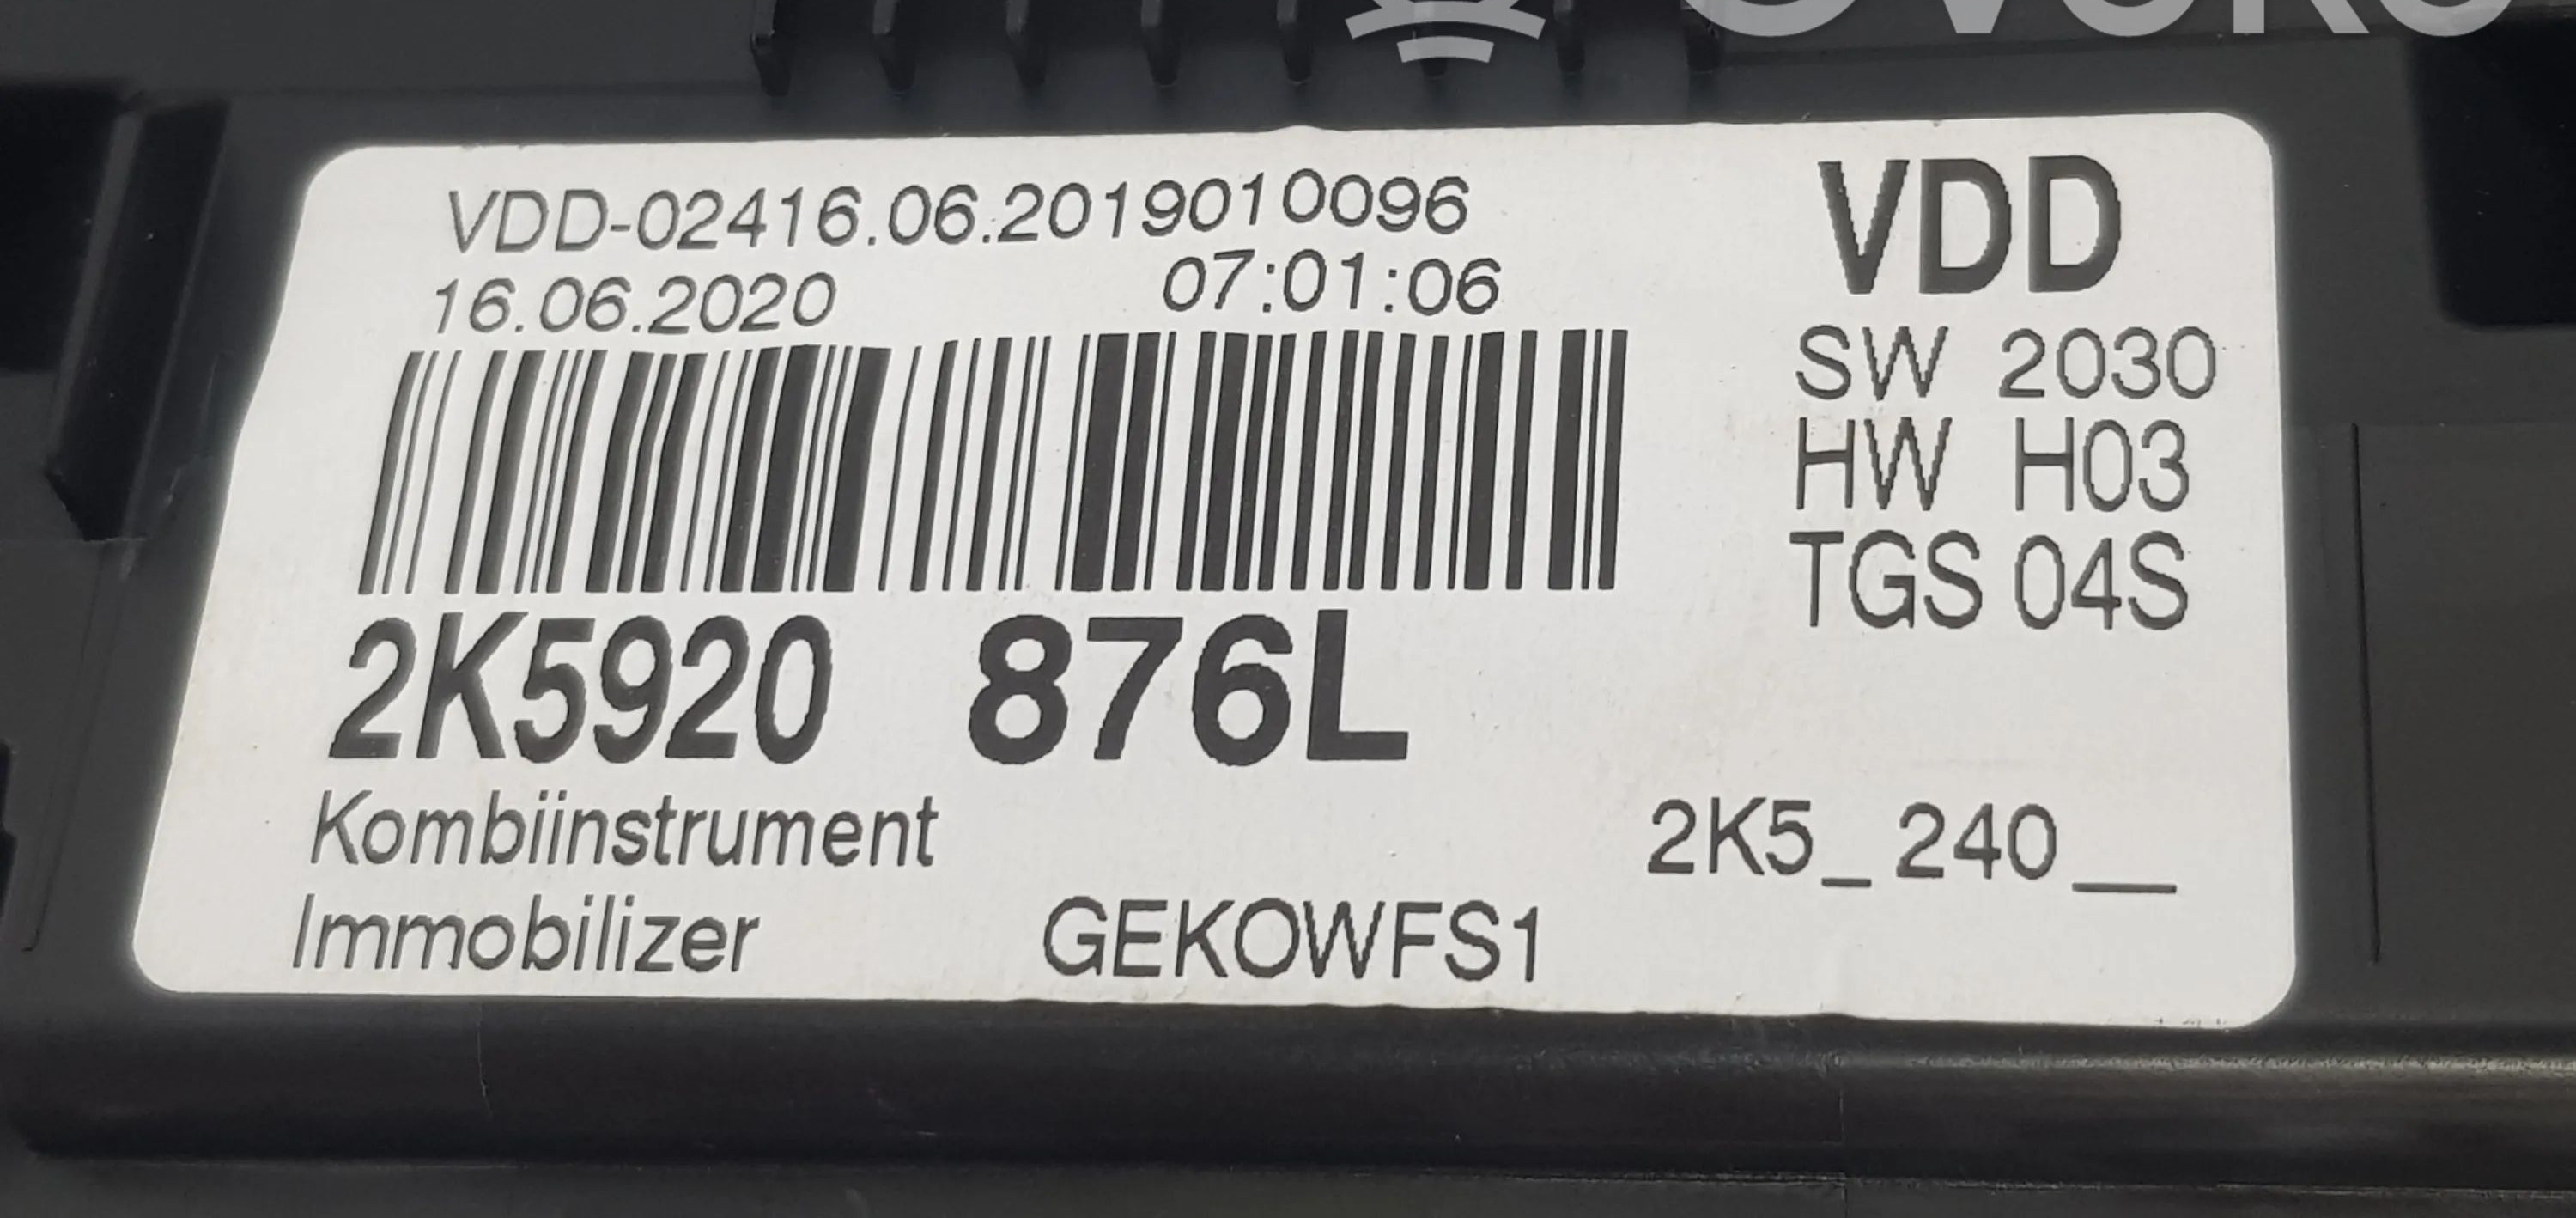 VDD-02416.06.2019010096
16.06.2020 07:01:06
VDD
SW 2030
HW H03
TGS 04S
2K5920 876L
Kombiinstrument
2K5_240__
Immobilizer GEKOWFS1